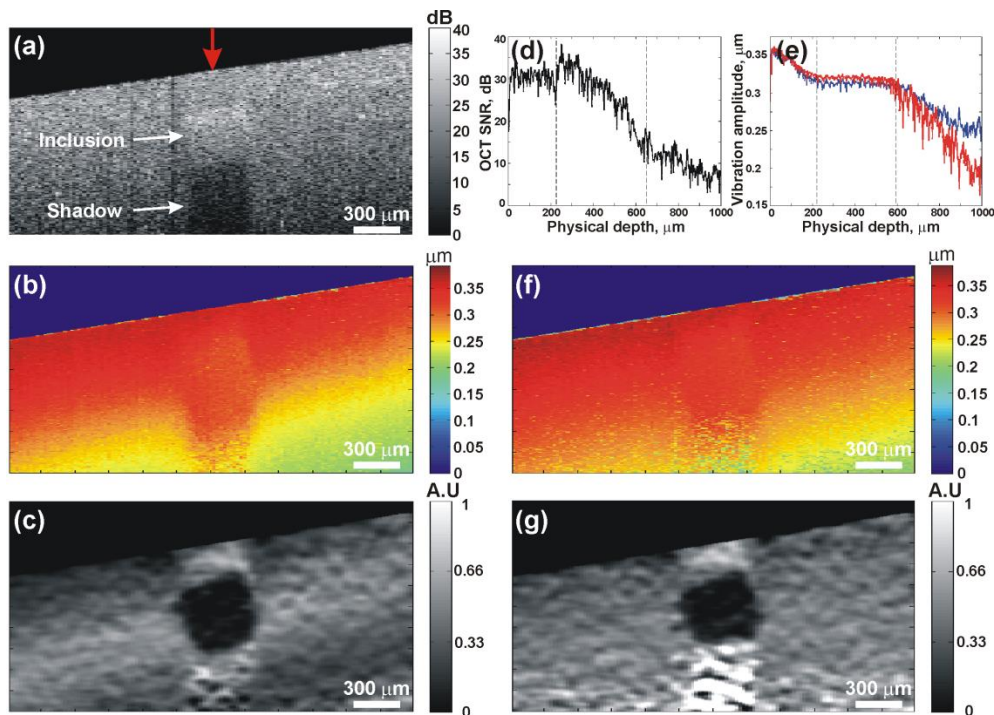 (a)
dB
40
35
30
25
20
15
10
5
0
Inclusion
Shadow
300 μm
(d)
OCT SNR, dB
40
30
20
10
0
0 200 400 600 800 1000
Physical depth, μm
(e)
Vibration amplitude, μm
0.35
0.3
0.25
0.15
0 200 400 600 800 1000
Physical depth, μm
(b)
μm
0.35
0.3
0.25
0.2
0.15
0.1
0.05
0
300 μm
(f)
μm
0.35
0.3
0.25
0.2
0.15
0.1
0.05
0
300 μm
(c)
A.U
1
0.66
0.33
0
300 μm
(g)
A.U
1
0.66
0.33
0
300 μm